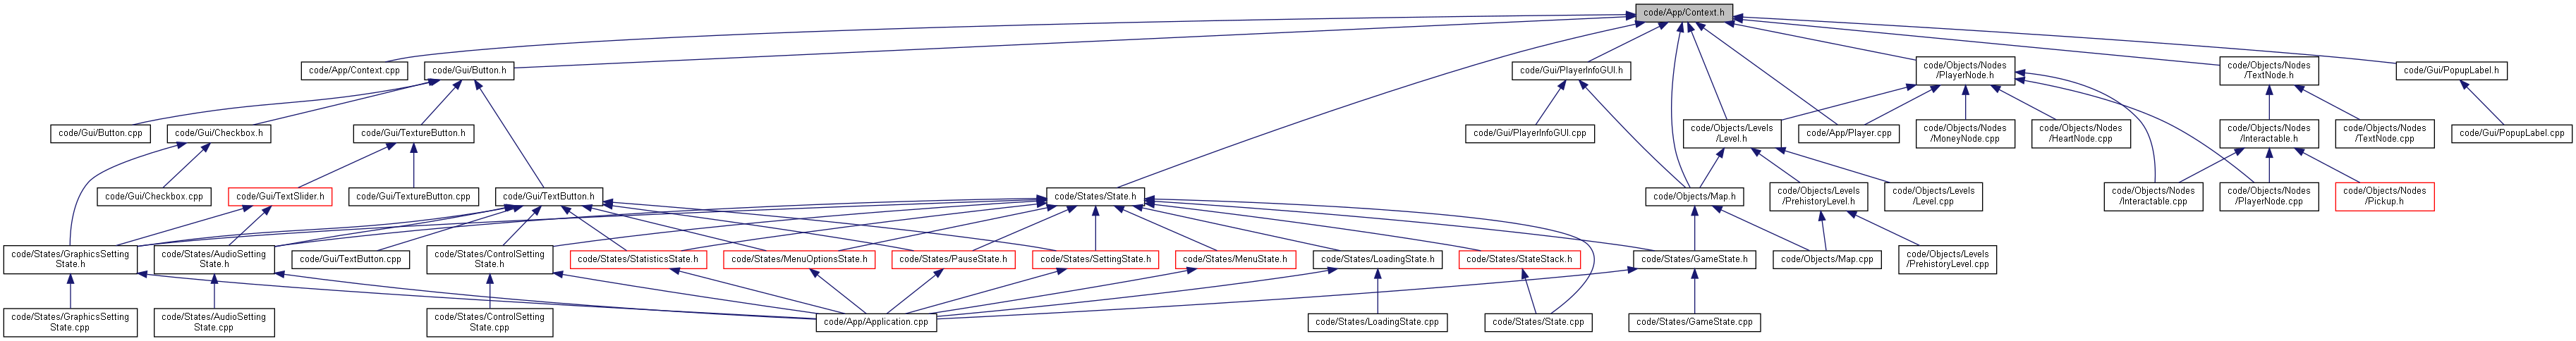 code/App/Context.h
code/App/Context.cpp
code/Gui/Button.h
code/Gui/PlayerInfoGUI.h
code/Objects/Nodes
/PlayerNode.h
code/Objects/Nodes
/TextNode.h
code/Gui/PopupLabel.h
code/Gui/Button.cpp
code/Gui/Checkbox.h
code/Gui/TextureButton.h
code/Gui/PlayerInfoGUI.cpp
code/Objects/Levels
/Level.h
code/App/Player.cpp
code/Objects/Nodes
/MoneyNode.cpp
code/Objects/Nodes
/HeartNode.cpp
code/Objects/Nodes
/Interactable.h
code/Objects/Nodes
/TextNode.cpp
code/Gui/PopupLabel.cpp
code/Gui/Checkbox.cpp
code/Gui/TextSlider.h
code/Gui/TextureButton.cpp
code/Gui/TextButton.h
code/States/State.h
code/Objects/Map.h
code/Objects/Levels
/PrehistoryLevel.h
code/Objects/Levels
/Level.cpp
code/Objects/Nodes
/Interactable.cpp
code/Objects/Nodes
/PlayerNode.cpp
code/Objects/Nodes
/Pickup.h
code/States/GraphicsSetting
State.h
code/States/AudioSetting
State.h
code/Gui/TextButton.cpp
code/States/ControlSetting
State.h
code/States/StatisticsState.h
code/States/MenuOptionsState.h
code/States/PauseState.h
code/States/SettingState.h
code/States/MenuState.h
code/States/LoadingState.h
code/States/StateStack.h
code/States/GameState.h
code/Objects/Map.cpp
code/Objects/Levels
/PrehistoryLevel.cpp
code/States/GraphicsSetting
State.cpp
code/States/AudioSetting
State.cpp
code/States/ControlSetting
State.cpp
code/App/Application.cpp
code/States/LoadingState.cpp
code/States/State.cpp
code/States/GameState.cpp